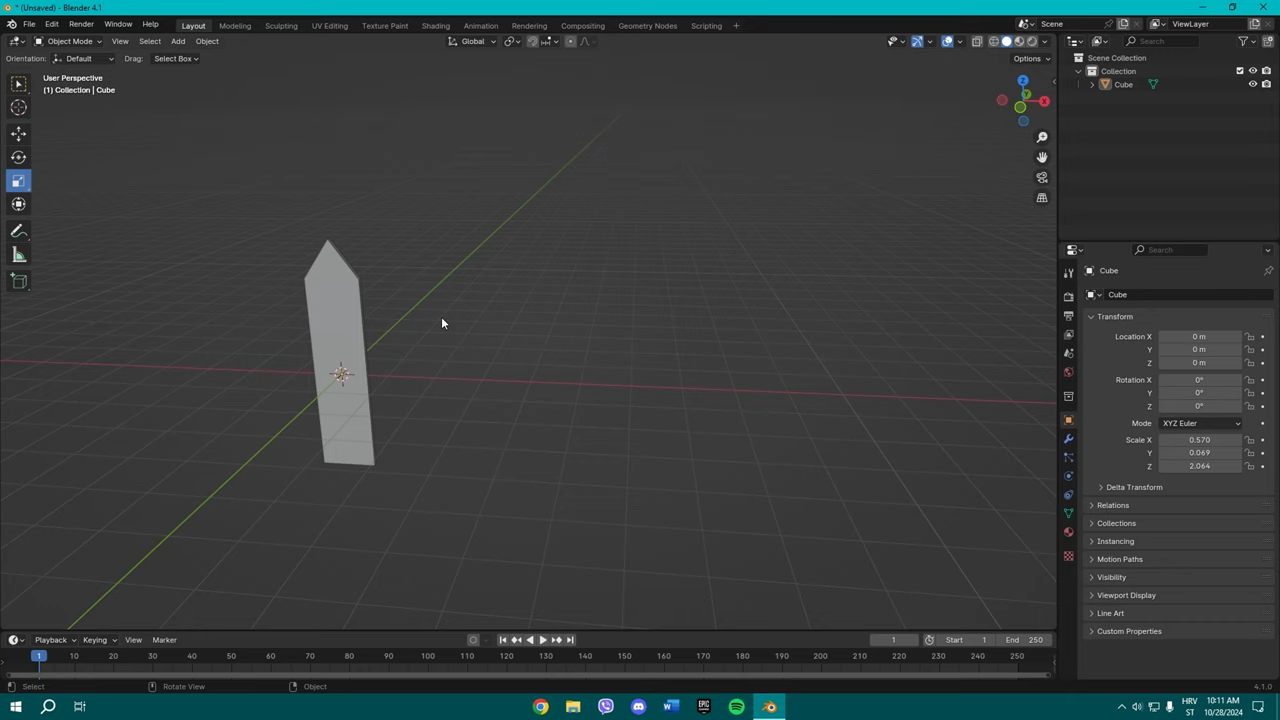 * (Unsaved) - Blender 4.1.0
File Edit Render Window Help Layout Modeling Sculpting UV Editing Texture Paint Shading Animation Rendering Compositing Geometry Nodes Scripting + Scene ViewLayer
Object Mode View Select Add Object Global Search
Orientation: Default Drag: Select Box Options
User Perspective
(1) Collection | Cube
Scene Collection
Collection
Cube
Z
Y
X
Search
Cube
Cube
Transform
Location X 0 m
Y 0 m
Z 0 m
Rotation X 0°
Y 0°
Z 0°
Mode XYZ Euler
Scale X 0.570
Y 0.069
Z 2.064
Delta Transform
Relations
Collections
Instancing
Motion Paths
Visibility
Viewport Display
Line Art
Custom Properties
Playback Keying View Marker 1 Start 1 End 250
1 10 20 30 40 50 60 70 80 90 100 110 120 130 140 150 160 170 180 190 200 210 220 230 240 250
Select Rotate View Object 4.1.0
W EPIC HRV 10:11 AM
ST 10/28/2024